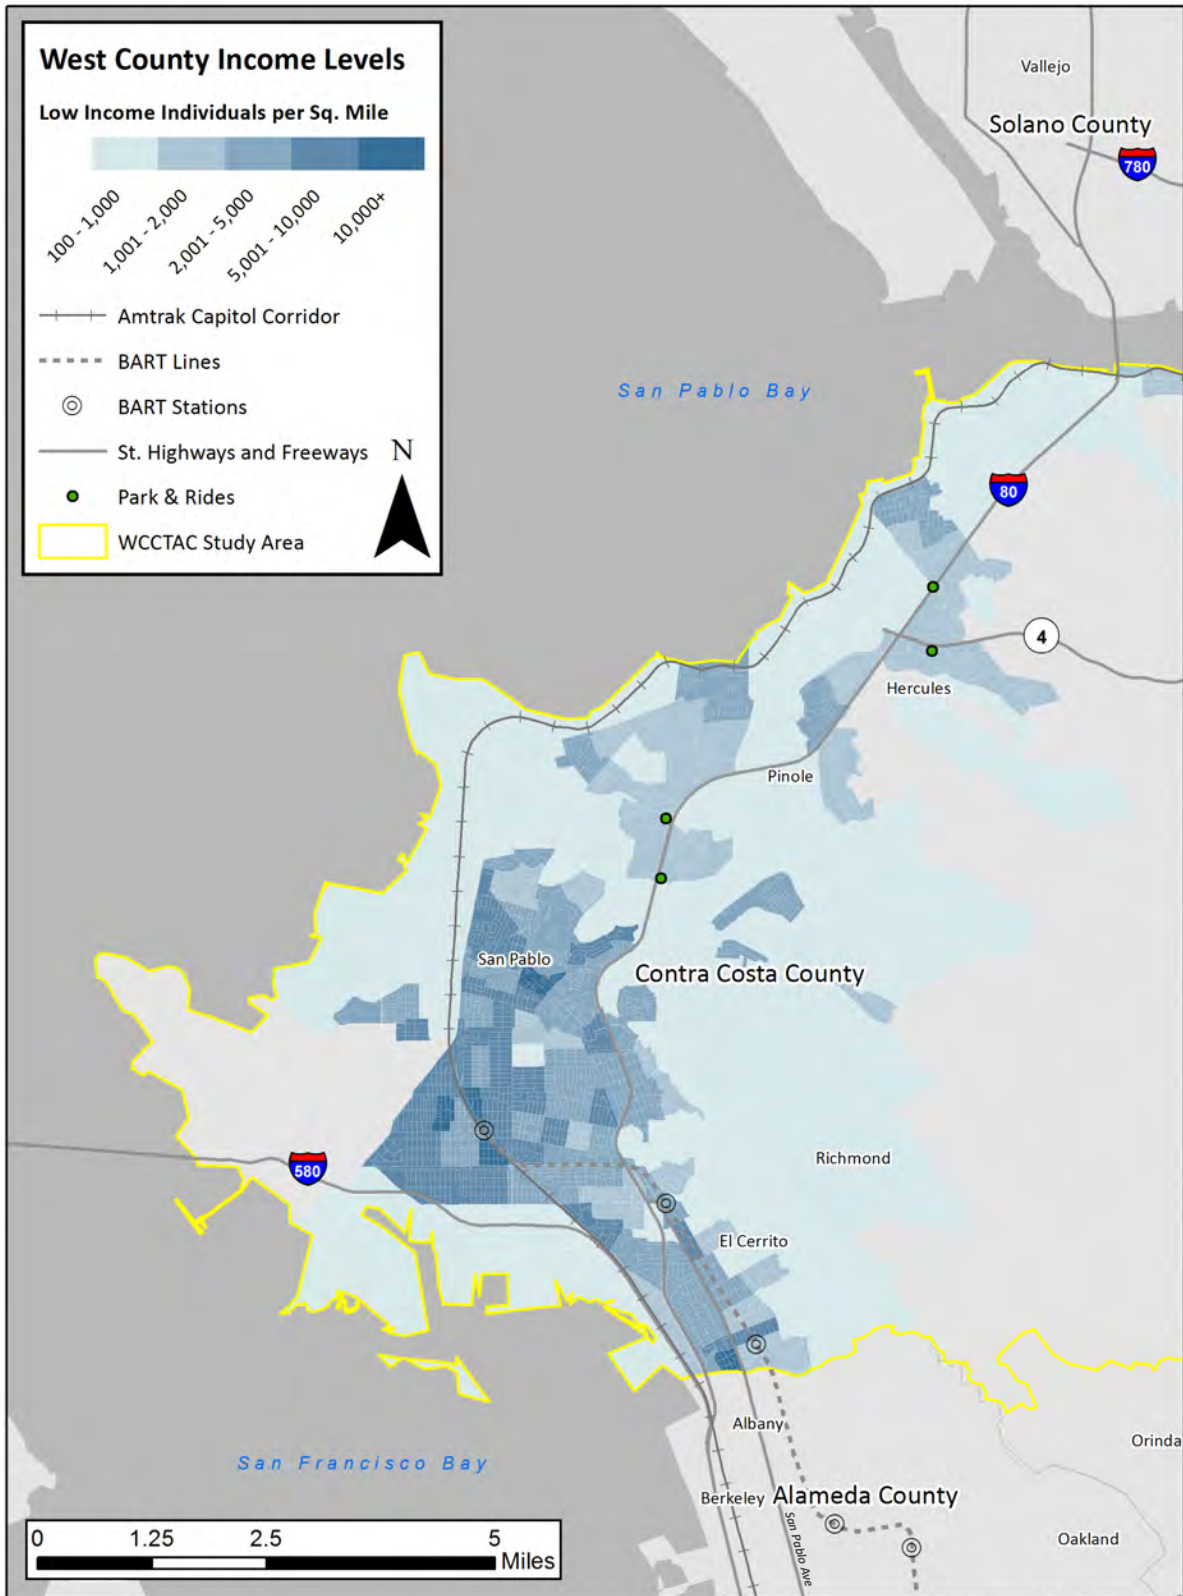 West County Income Levels
Low Income Individuals per Sq. Mile
100 - 1,000
1,001 - 2,000
2,001 - 5,000
5,001 - 10,000
10,000+
Amtrak Capitol Corridor
BART Lines
BART Stations
St. Highways and Freeways
N
Park & Rides
WCCTAC Study Area
Vallejo
Solano County
780
San Pablo Bay
80
4
Hercules
Pinole
San Pablo
Contra Costa County
Richmond
580
El Cerrito
Albany
Orinda
San Francisco Bay
Berkeley
Alameda County
San Pablo Ave
Oakland
0 1.25 2.5 5
Miles